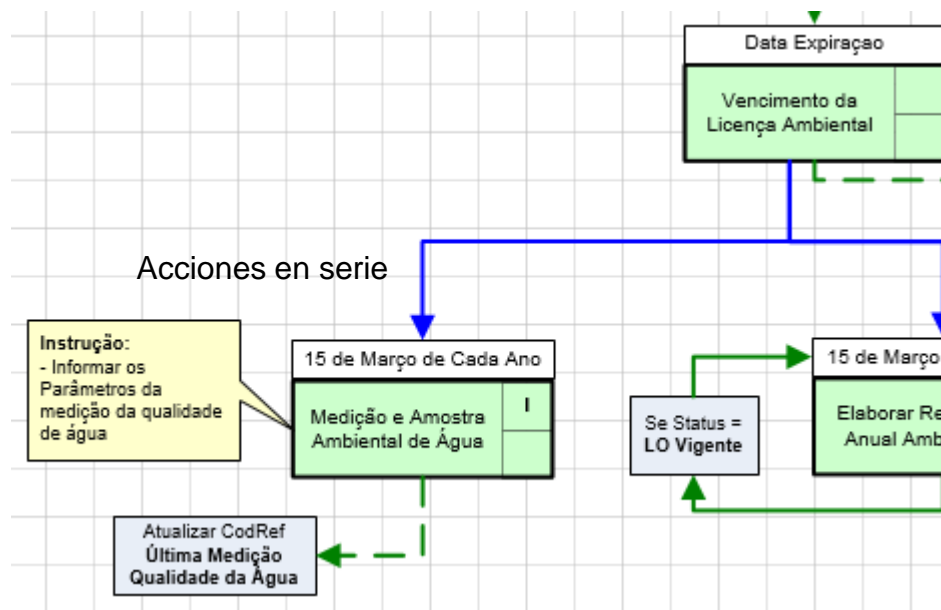 Data Expiraçao
Vencimento da
Licença Ambiental
Acciones en serie
Instrução:
- Informar os
Parâmetros da
medição da qualidade
de água
15 de Março de Cada Ano
Medição e Amostra
Ambiental de Água
I
Atualizar CodRef
Última Medição
Qualidade da Água
Se Status =
LO Vigente
15 de Março
Elaborar Re
Anual Amb